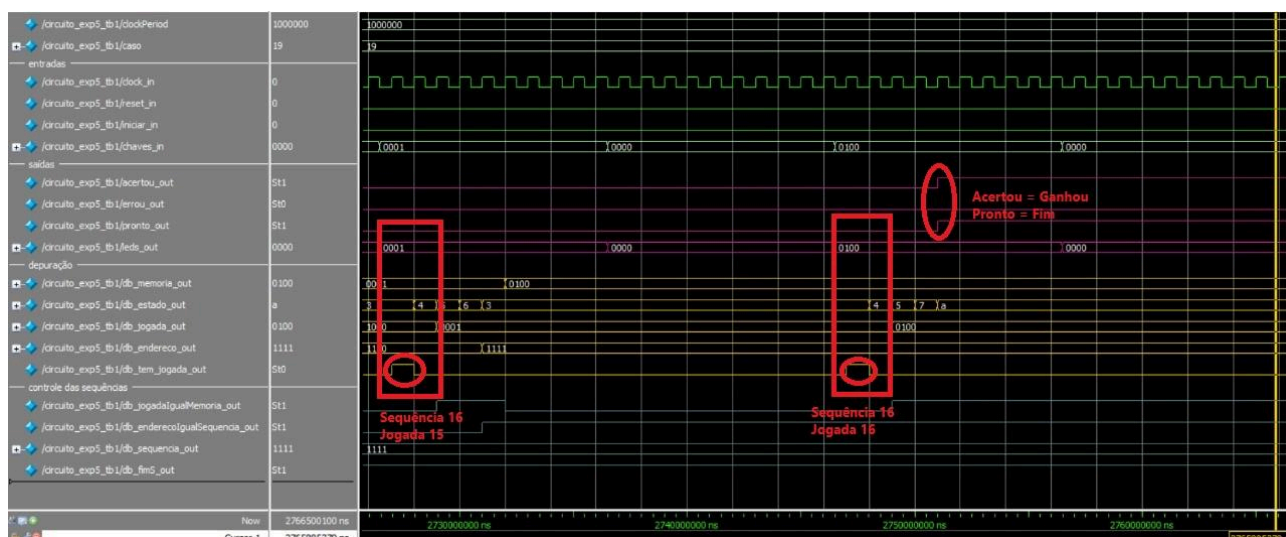 /circuito_exp5_tb1/clockPeriod 1000000 1000000
/circuito_exp5_tb1/caso 19 19
entradas
/circuito_exp5_tb1/clock_in 0
/circuito_exp5_tb1/reset_in 0
/circuito_exp5_tb1/iniciar_in 0
/circuito_exp5_tb1/chaves_in 0000 0001 0000 0100 0000
saídas
/circuito_exp5_tb1/acertou_out St1
/circuito_exp5_tb1/errou_out St0
/circuito_exp5_tb1/pronto_out St1
Acertou = Ganhou
Pronto = Fim
/circuito_exp5_tb1/leds_out 0000 0001 0000 0100 0000
depuração
/circuito_exp5_tb1/db_memoria_out 0100 0100
/circuito_exp5_tb1/db_estado_out a 3 4 6 3 4 5 7 a
/circuito_exp5_tb1/db_jogada_out 0100 0001 0100
/circuito_exp5_tb1/db_endereco_out 1111 1111
/circuito_exp5_tb1/db_tem_jogada_out St0
controle das sequências
/circuito_exp5_tb1/db_jogadaIgualMemoria_out St1
/circuito_exp5_tb1/db_enderecoIgualSequencia_out St1
Sequência 16
Jogada 15
Sequência 16
Jogada 16
/circuito_exp5_tb1/db_sequencia_out 1111 1111
/circuito_exp5_tb1/db_fimS_out St1
Now 2766500100 ns
2730000000 ns 2740000000 ns 2750000000 ns 2760000000 ns